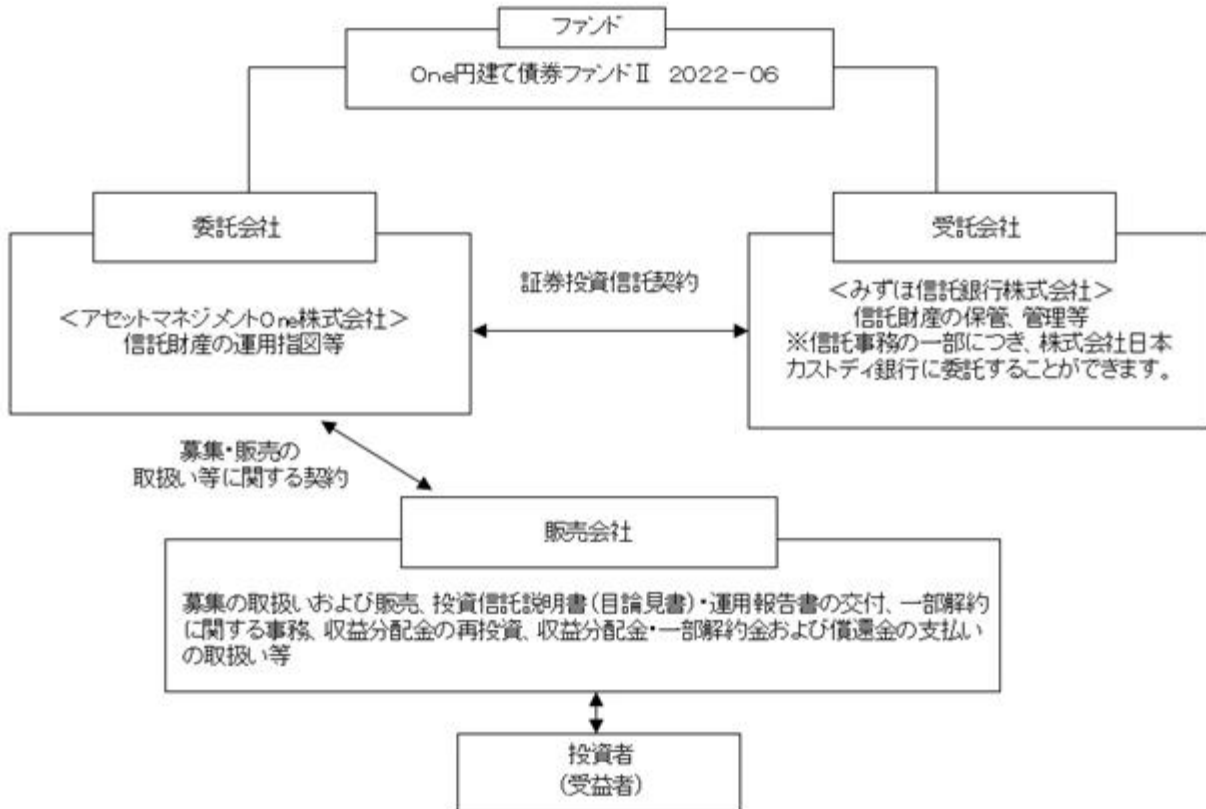 ファンド
One円建て債券ファンドⅡ 2022-06
委託会社
<アセットマネジメントOne株式会社>
信託財産の運用指図等
証券投資信託契約
受託会社
<みずほ信託銀行株式会社>
信託財産の保管、管理等
※信託事務の一部につき、株式会社日本
カストディ銀行に委託することができます。
募集・販売の
取扱い等に関する契約
販売会社
募集の取扱いおよび販売、投資信託説明書(目論見書)・運用報告書の交付、一部解約
に関する事務、収益分配金の再投資、収益分配金・一部解約金および償還金の支払い
の取扱い等
投資者
(受益者)